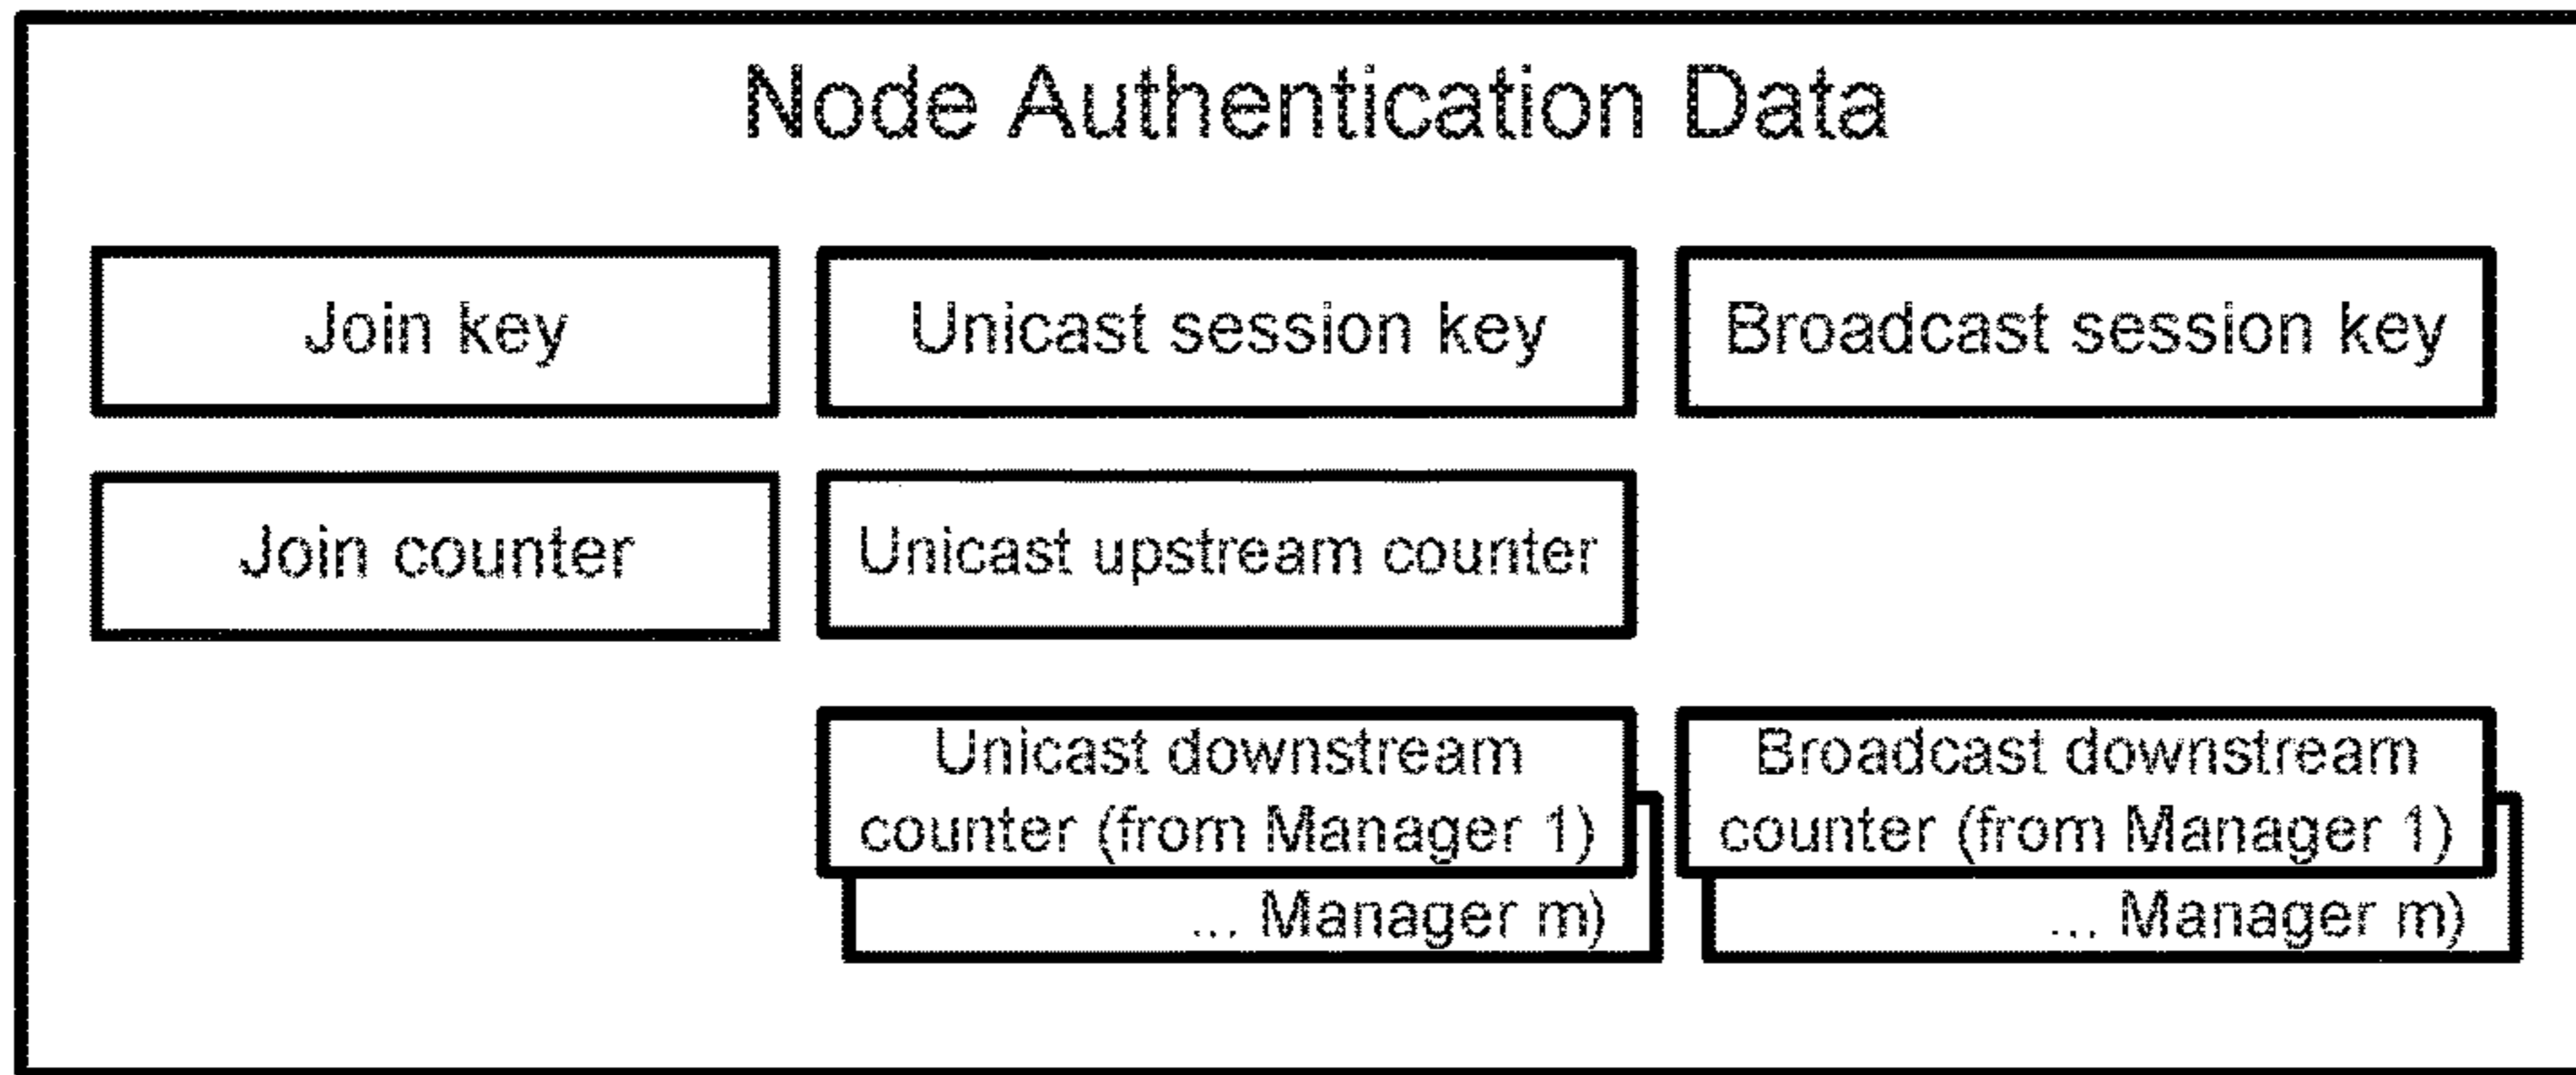 Node Authentication Data
Join key
Unicast session key
Broadcast session key
Join counter
Unicast upstream counter
Unicast downstream
counter (from Manager 1)
... Manager m)
Broadcast downstream
counter (from Manager 1)
... Manager m)